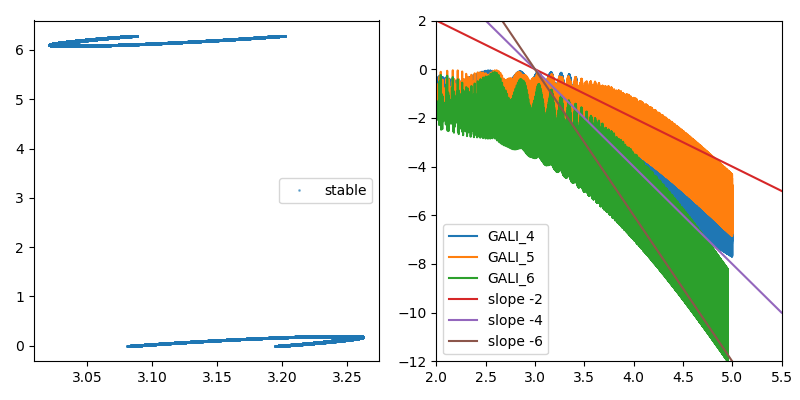 6
5
4
3
2
1
0
3.05 3.10 3.15 3.20 3.25
stable
2
0
−2
−4
−6
−8
−10
−12
2.0 2.5 3.0 3.5 4.0 4.5 5.0 5.5
GALI_4
GALI_5
GALI_6
slope -2
slope -4
slope -6